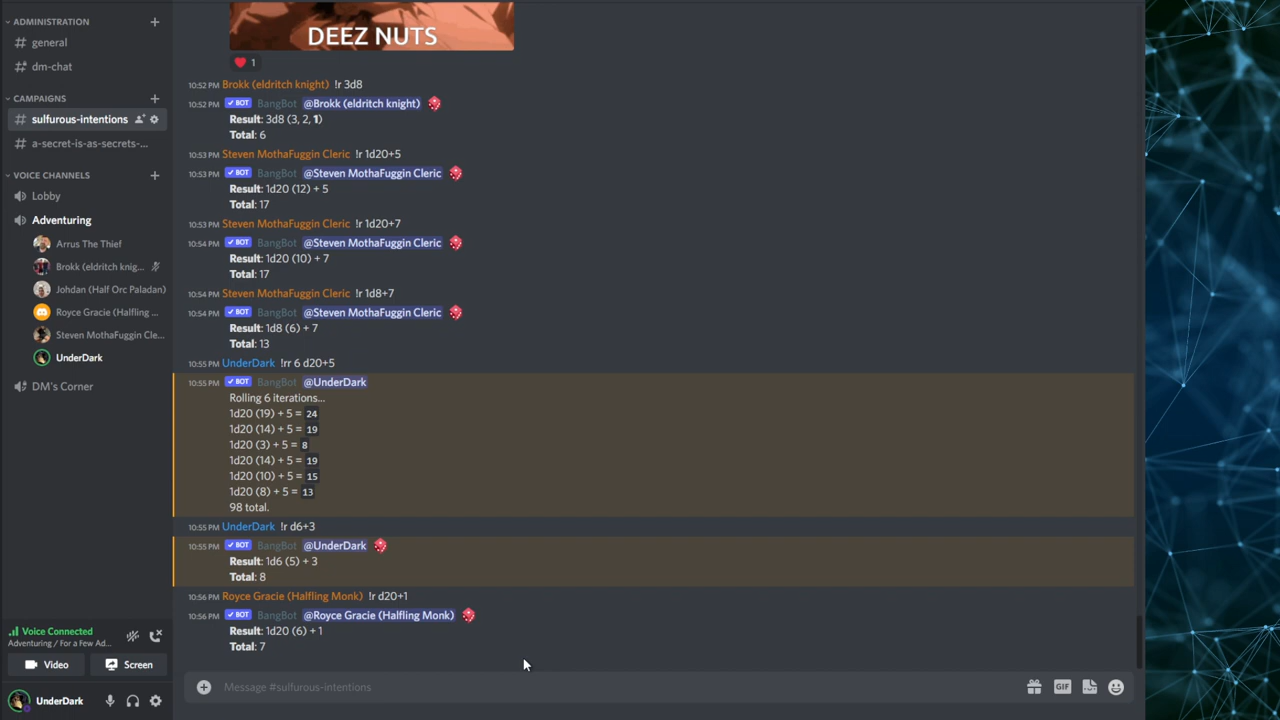 ADMINISTRATION
general
dm-chat
CAMPAIGNS
sulfurous-intentions
a-secret-is-as-secrets-...
VOICE CHANNELS
Lobby
Adventuring
Arrus The Thief
Brokk (eldritch knig...
Johdan (Half Orc Paladan)
Royce Gracie (Halfling ...
Steven MothaFuggin Cle...
UnderDark
DM's Corner
Voice Connected
Adventuring / For a Few Ad...
Video Screen
UnderDark
DEEZ NUTS
1
10:52 PM Brokk (eldritch knight) !r 3d8
10:52 PM BOT BangBot @Brokk (eldritch knight)
Result: 3d8 (3, 2, 1)
Total: 6
10:53 PM Steven MothaFuggin Cleric !r 1d20+5
10:53 PM BOT BangBot @Steven MothaFuggin Cleric
Result: 1d20 (12) + 5
Total: 17
10:53 PM Steven MothaFuggin Cleric !r 1d20+7
10:54 PM BOT BangBot @Steven MothaFuggin Cleric
Result: 1d20 (10) + 7
Total: 17
10:54 PM Steven MothaFuggin Cleric !r 1d8+7
10:54 PM BOT BangBot @Steven MothaFuggin Cleric
Result: 1d8 (6) + 7
Total: 13
10:55 PM UnderDark !rr 6 d20+5
10:55 PM BOT BangBot @UnderDark
Rolling 6 iterations...
1d20 (19) + 5 = 24
1d20 (14) + 5 = 19
1d20 (3) + 5 = 8
1d20 (14) + 5 = 19
1d20 (10) + 5 = 15
1d20 (8) + 5 = 13
98 total.
10:55 PM UnderDark !r d6+3
10:55 PM BOT BangBot @UnderDark
Result: 1d6 (5) + 3
Total: 8
10:56 PM Royce Gracie (Halfling Monk) !r d20+1
10:56 PM BOT BangBot @Royce Gracie (Halfling Monk)
Result: 1d20 (6) + 1
Total: 7
Message #sulfurous-intentions
GIF